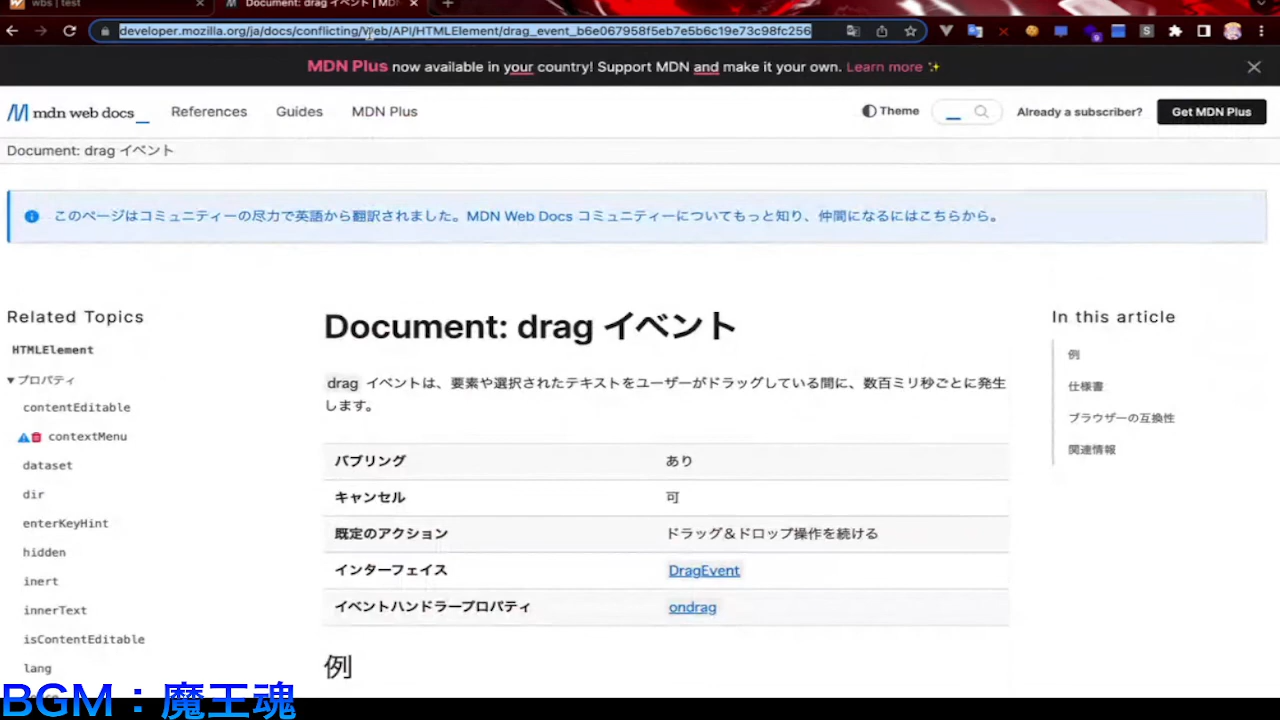 wbs | test
Document: drag イベント | MDN
developer.mozilla.org/ja/docs/conflicting/Web/API/HTMLElement/drag_event_b6e067958f5eb7e5b6c19e73c98fc256
MDN Plus now available in your country! Support MDN and make it your own. Learn more ✨
mdn web docs_ References Guides MDN Plus Theme Already a subscriber? Get MDN Plus
Document: drag イベント
このページはコミュニティーの尽力で英語から翻訳されました。MDN Web Docs コミュニティーについてもっと知り、仲間になるにはこちらから。
Related Topics
HTMLElement
プロパティ
contentEditable
contextMenu
dataset
dir
enterKeyHint
hidden
inert
innerText
isContentEditable
lang
Document: drag イベント
drag イベントは、要素や選択されたテキストをユーザーがドラッグしている間に、数百ミリ秒ごとに発生
します。
バブリング あり
キャンセル 可
既定のアクション ドラッグ＆ドロップ操作を続ける
インターフェイス DragEvent
イベントハンドラープロパティ ondrag
例
In this article
例
仕様書
ブラウザーの互換性
関連情報
BGM：魔王魂